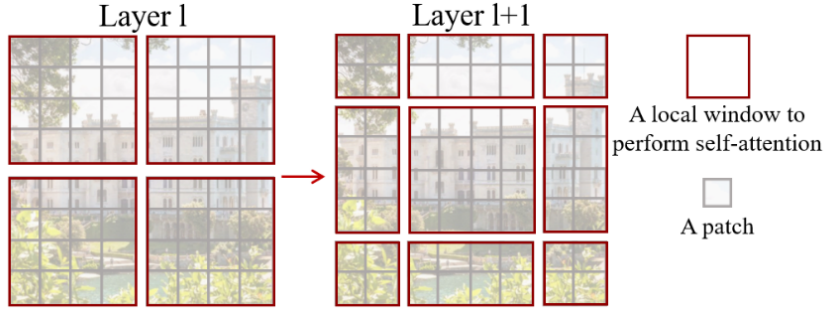 Layer l
Layer l+1
A local window to
perform self-attention
A patch